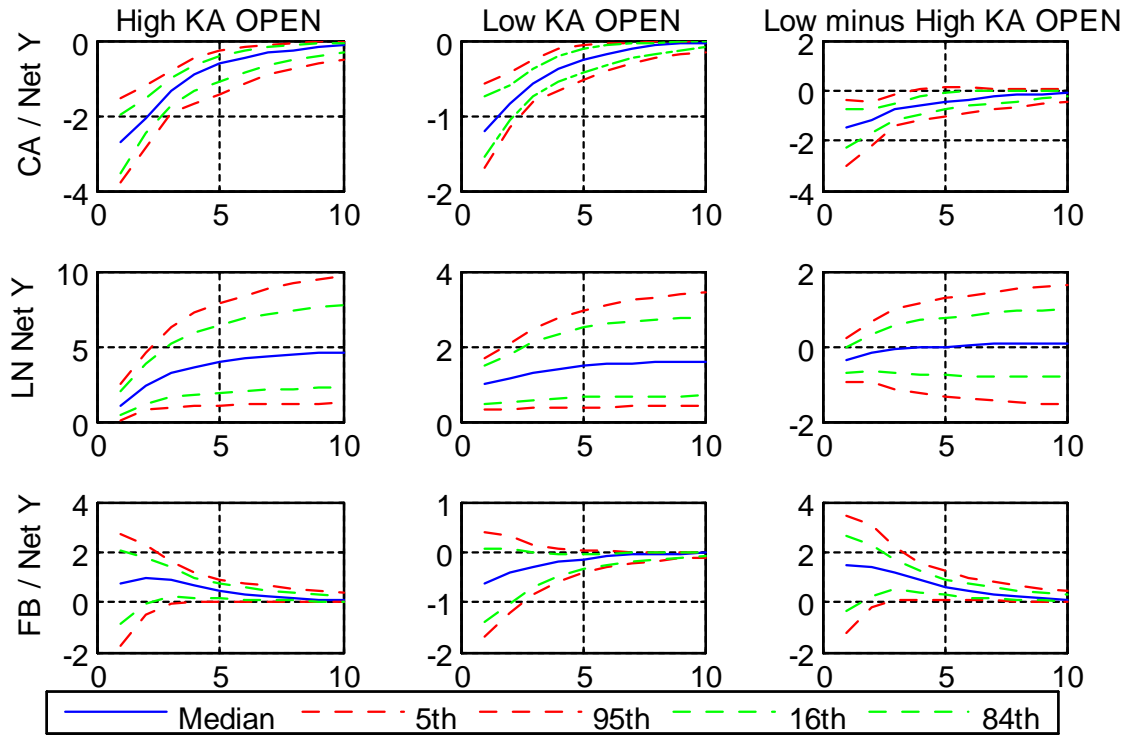 High KA OPEN Low KA OPEN Low minus High KA OPEN
CA / Net Y
0 0 2
-2 -1 0
-2
-4 -2 -4
0 5 10 0 5 10 0 5 10
LN Net Y
10 4 2
5 2 0
0 0 -2
0 5 10 0 5 10 0 5 10
FB / Net Y
4 1 4
2 0 2
0 -1 0
-2 -2 -2
0 5 10 0 5 10 0 5 10
Median 5th 95th 16th 84th